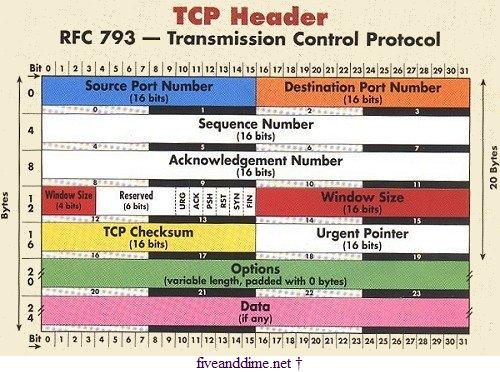 TCP Header
RFC 793 — Transmission Control Protocol
Bit 0 1 2 3 4 5 6 7 8 9 10 11 12 13 14 15 16 17 18 19 20 21 22 23 24 25 26 27 28 29 30 31
0
Source Port Number
(16 bits)
Destination Port Number
(16 bits)
0 1 2 3
4
Sequence Number
(16 bits)
4 5 6 7
8
Acknowledgement Number
(16 bits)
8 9 10 11
12
Window Size
(4 bits)
Reserved
(6 bits)
URG
ACK
PSH
RST
SYN
FIN
Window Size
(16 bits)
12 13 14 15
16
TCP Checksum
(16 bits)
Urgent Pointer
(16 bits)
16 17 18 19
20
Options
(variable length, padded with 0 bytes)
20 21 22 23
24
Data
(if any)
Bit 0 1 2 3 4 5 6 7 8 9 10 11 12 13 14 15 16 17 18 19 20 21 22 23 24 25 26 27 28 29 30 31
Bytes
20 Bytes
fiveanddime.net †